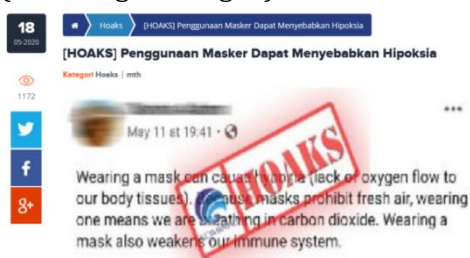 18
05-2020
Hoaks
[HOAKS] Penggunaan Masker Dapat Menyebabkan Hipoksia
[HOAKS] Penggunaan Masker Dapat Menyebabkan Hipoksia
Kategori Hoaks | mth
1172
May 11 at 19:41
HOAKS
Wearing a mask can cause hypoxia (lack of oxygen flow to
our body tissues). masks prohibit fresh air, wearing
one means we are breathing in carbon dioxide. Wearing a
mask also weakens our immune system.